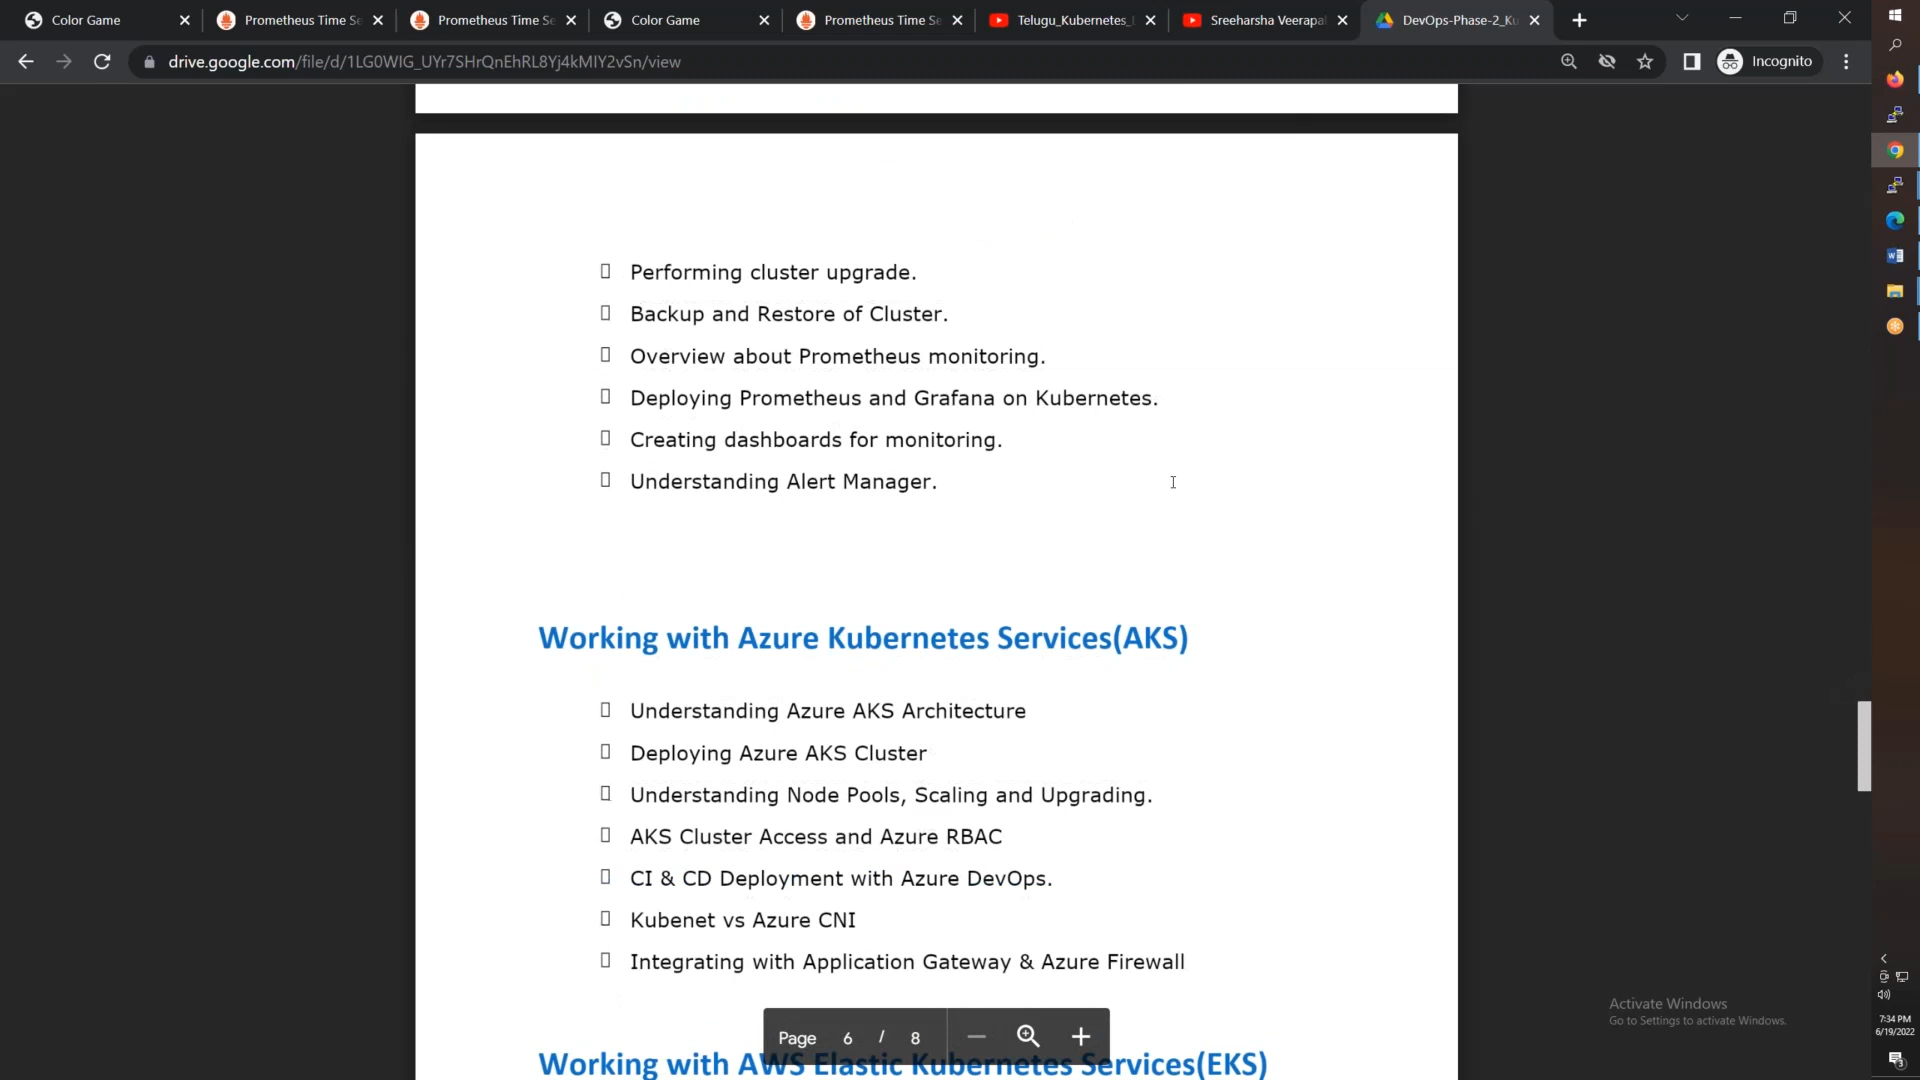 Color Game
Prometheus Time Se
Prometheus Time Se
Color Game
Prometheus Time Se
Telugu_Kubernetes_
Sreeharsha Veerapal
DevOps-Phase-2_Ku
drive.google.com/file/d/1LG0WIG_UYr7SHrQnEhRL8Yj4kMIY2vSn/view
Incognito
Performing cluster upgrade.
Backup and Restore of Cluster.
Overview about Prometheus monitoring.
Deploying Prometheus and Grafana on Kubernetes.
Creating dashboards for monitoring.
Understanding Alert Manager.
Working with Azure Kubernetes Services(AKS)
Understanding Azure AKS Architecture
Deploying Azure AKS Cluster
Understanding Node Pools, Scaling and Upgrading.
AKS Cluster Access and Azure RBAC
CI & CD Deployment with Azure DevOps.
Kubenet vs Azure CNI
Integrating with Application Gateway & Azure Firewall
Working with AWS Elastic Kubernetes Services(EKS)
Page 6 / 8
Activate Windows
Go to Settings to activate Windows.
7:34 PM
6/19/2022
3